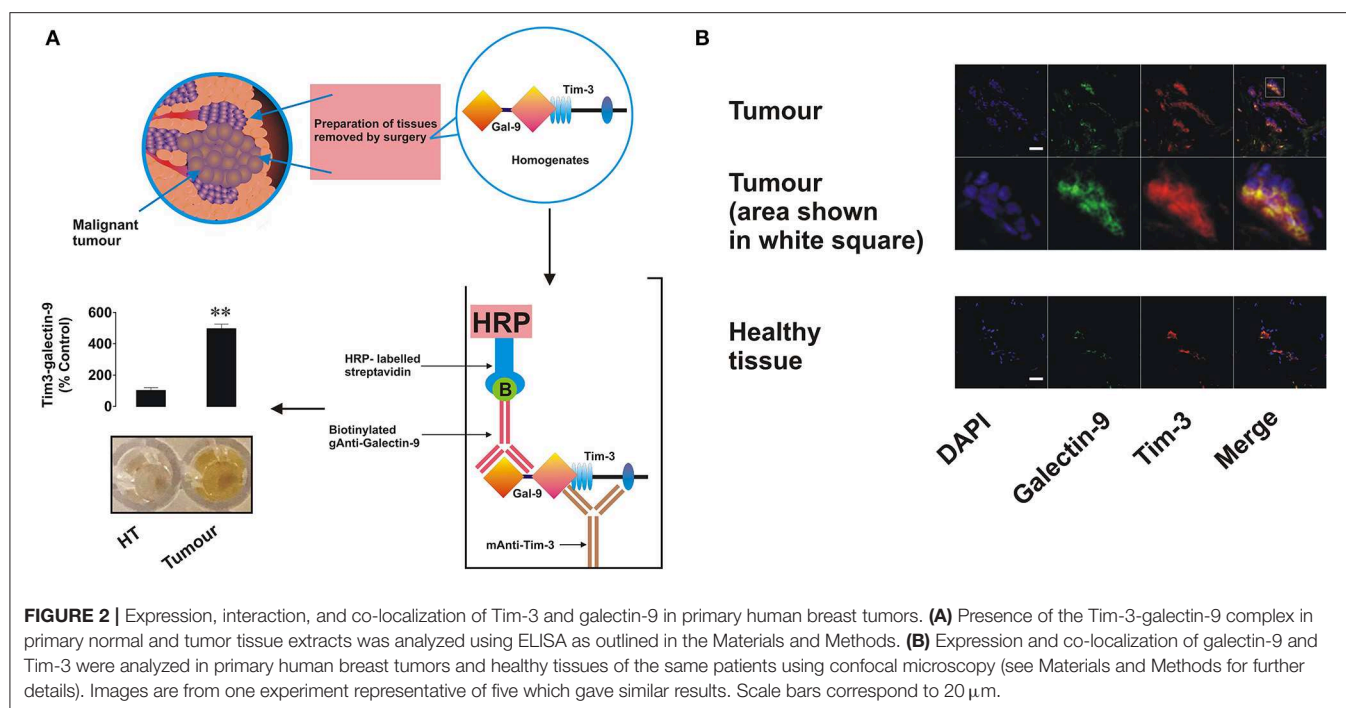 A
Preparation of tissues
removed by surgery
Tim-3
Gal-9
Homogenates
Malignant
tumour
Tim3-galectin-9
(% Control)
600
400
200
0
**
HT
Tumour
HRP
HRP- labelled
streptavidin
B
Biotinylated
gAnti-Galectin-9
Tim-3
Gal-9
mAnti-Tim-3
B
Tumour
Tumour
(area shown
in white square)
Healthy
tissue
DAPI
Galectin-9
Tim-3
Merge
FIGURE 2 | Expression, interaction, and co-localization of Tim-3 and galectin-9 in primary human breast tumors. (A) Presence of the Tim-3-galectin-9 complex in
primary normal and tumor tissue extracts was analyzed using ELISA as outlined in the Materials and Methods. (B) Expression and co-localization of galectin-9 and
Tim-3 were analyzed in primary human breast tumors and healthy tissues of the same patients using confocal microscopy (see Materials and Methods for further
details). Images are from one experiment representative of five which gave similar results. Scale bars correspond to 20 μm.